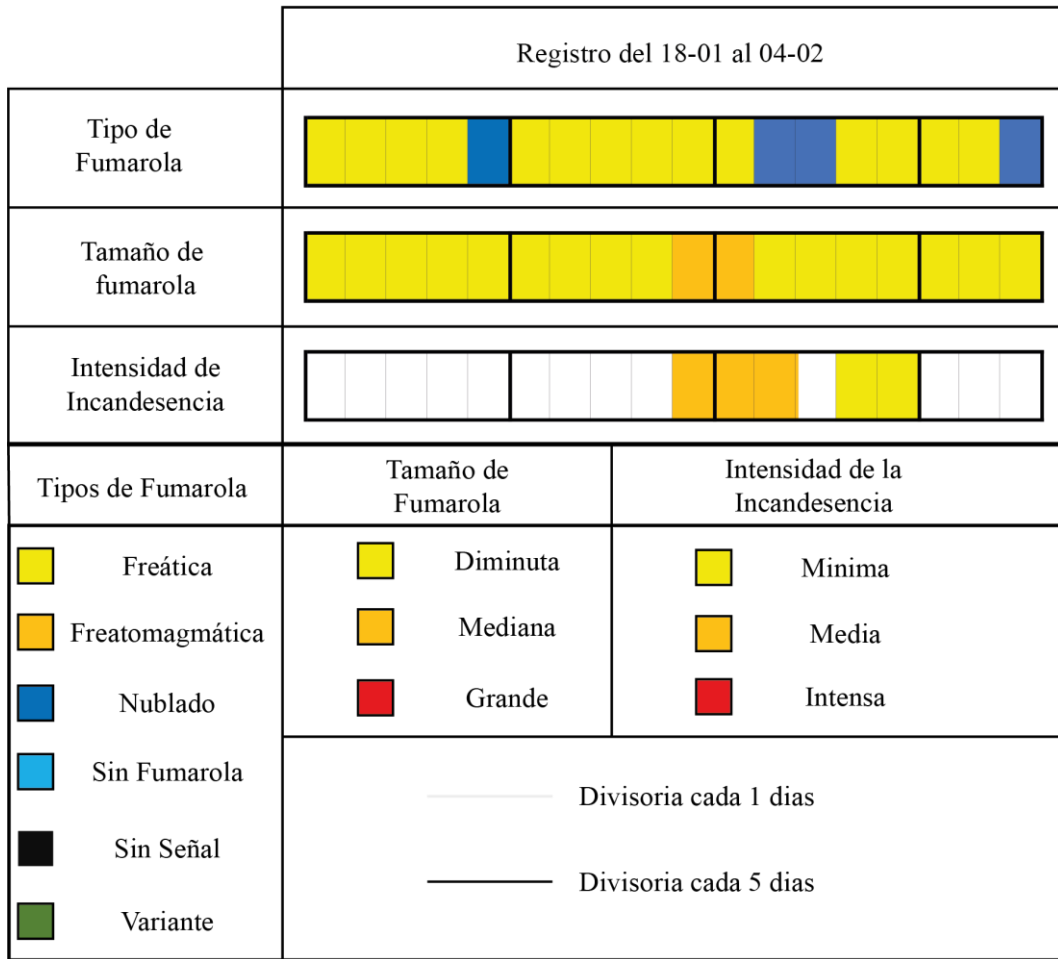 Registro del 18-01 al 04-02
Tipo de
Fumarola
Tamaño de
fumarola
Intensidad de
Incandesencia
Tipos de Fumarola
Tamaño de
Fumarola
Intensidad de la
Incandesencia
Freática
Freatomagmática
Nublado
Sin Fumarola
Sin Señal
Variante
Diminuta
Mediana
Grande
Minima
Media
Intensa
Divisoria cada 1 dias
Divisoria cada 5 dias